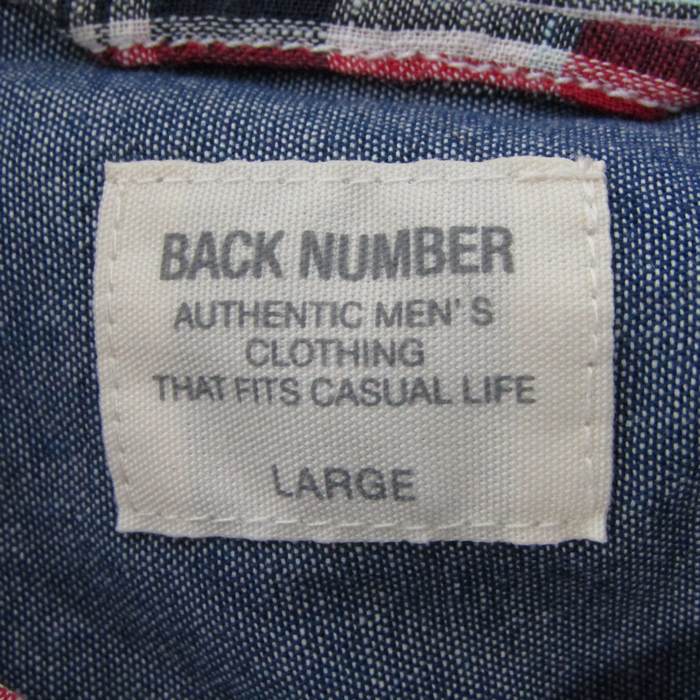 BACK NUMBER
AUTHENTIC MEN'S
CLOTHING
THAT FITS CASUAL LIFE
LARGE